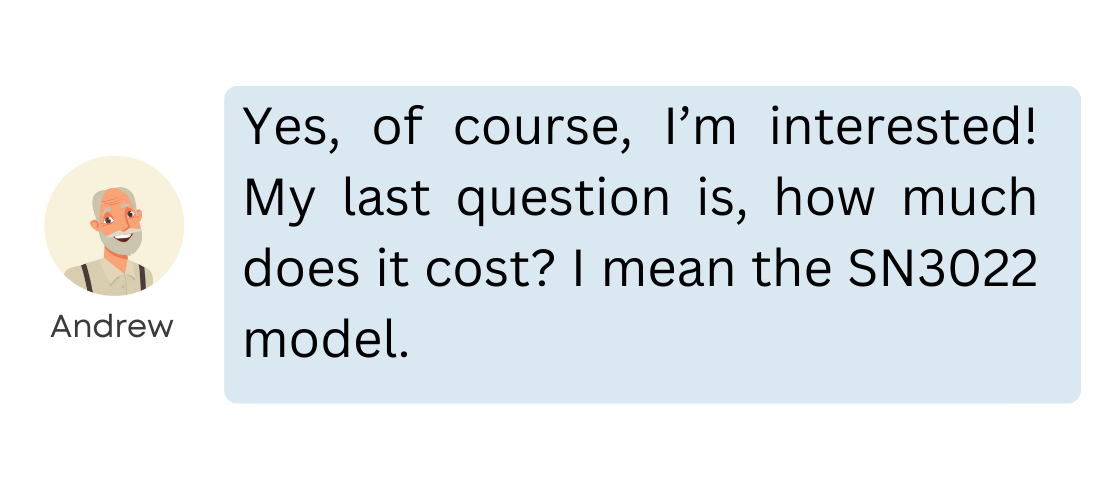 Yes, of course, I’m interested!
My last question is, how much
does it cost? I mean the SN3022
model.
Andrew